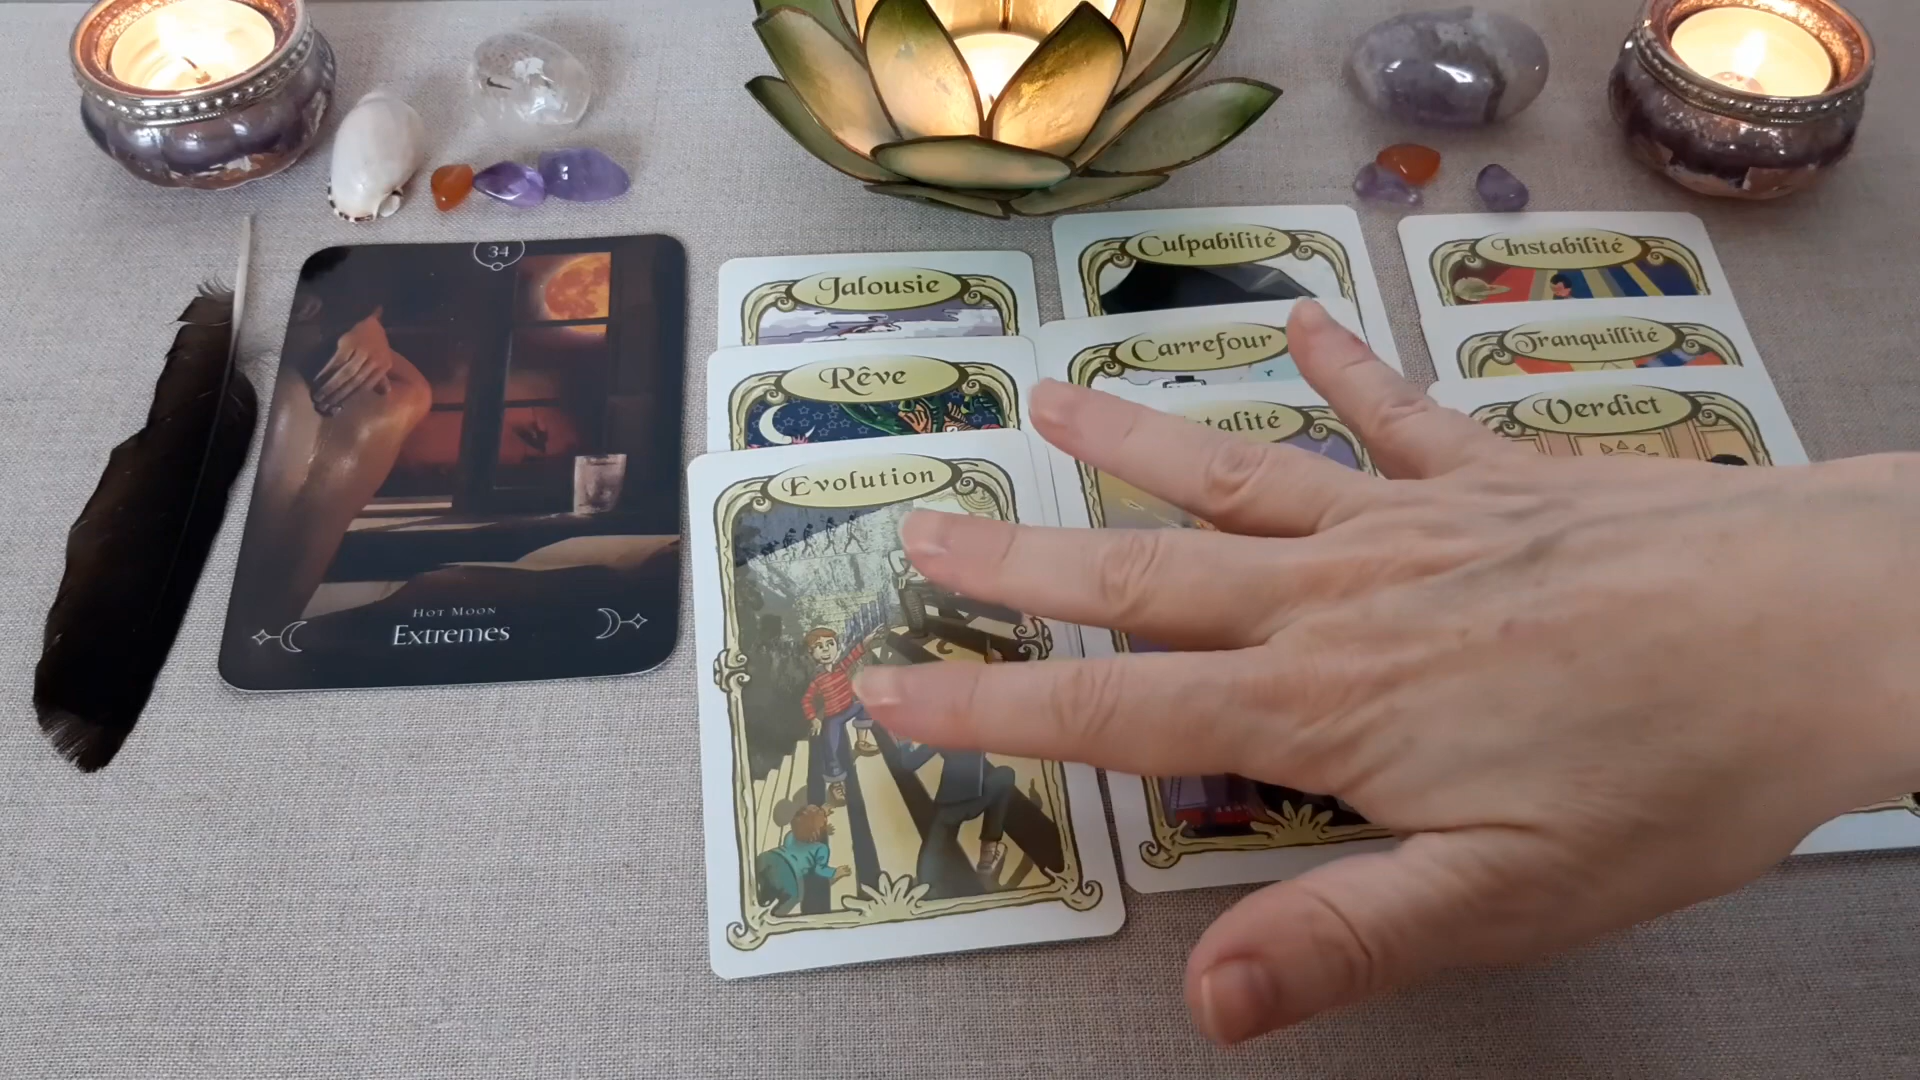 34
Hot Moon
Extremes
Jalousie
Rêve
Evolution
Culpabilité
Carrefour
Instabilité
Tranquillité
Verdict